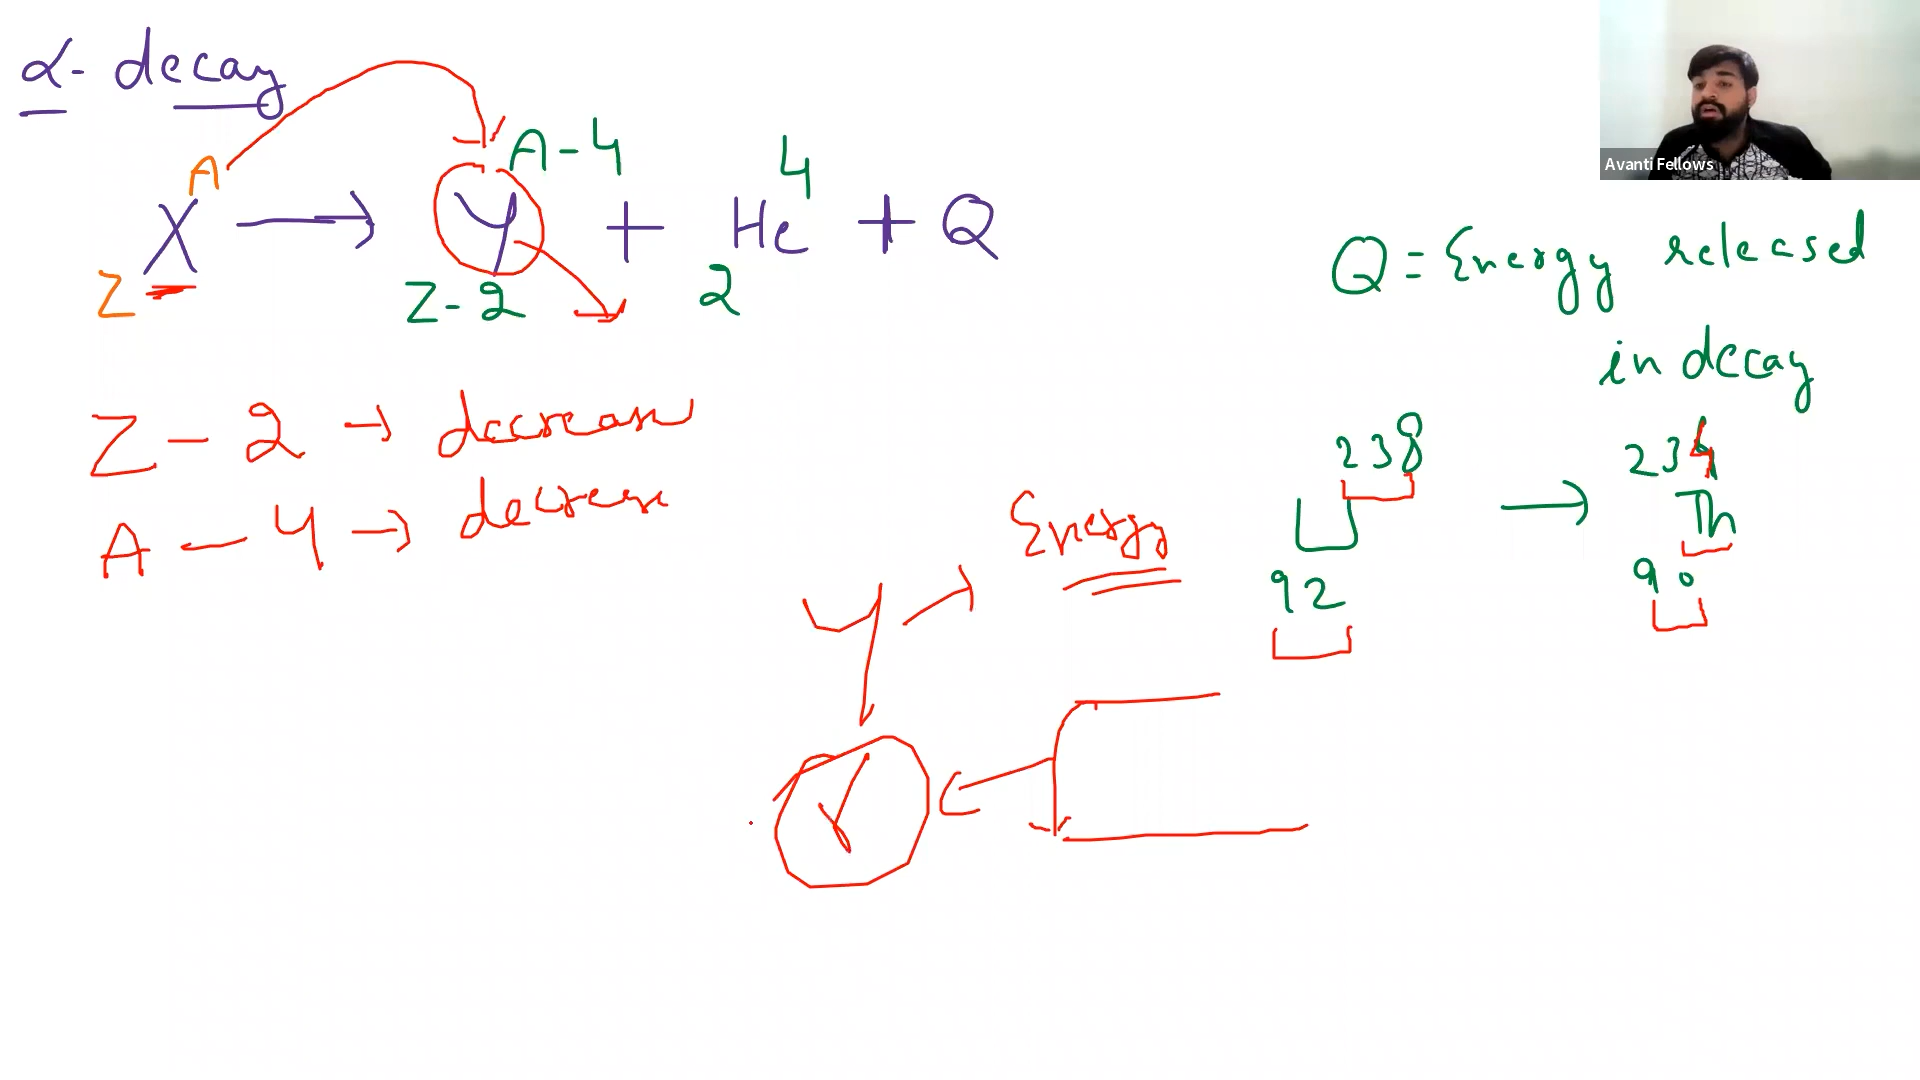 α- decay
Avanti Fellows
A A-4 4
X → Y + He + Q
Z Z-2 2
Q = Energy released
in decay
Z - 2 → decrease
A - 4 → decrease
238 → 234
U Th
92 90
Y → Energy
Y